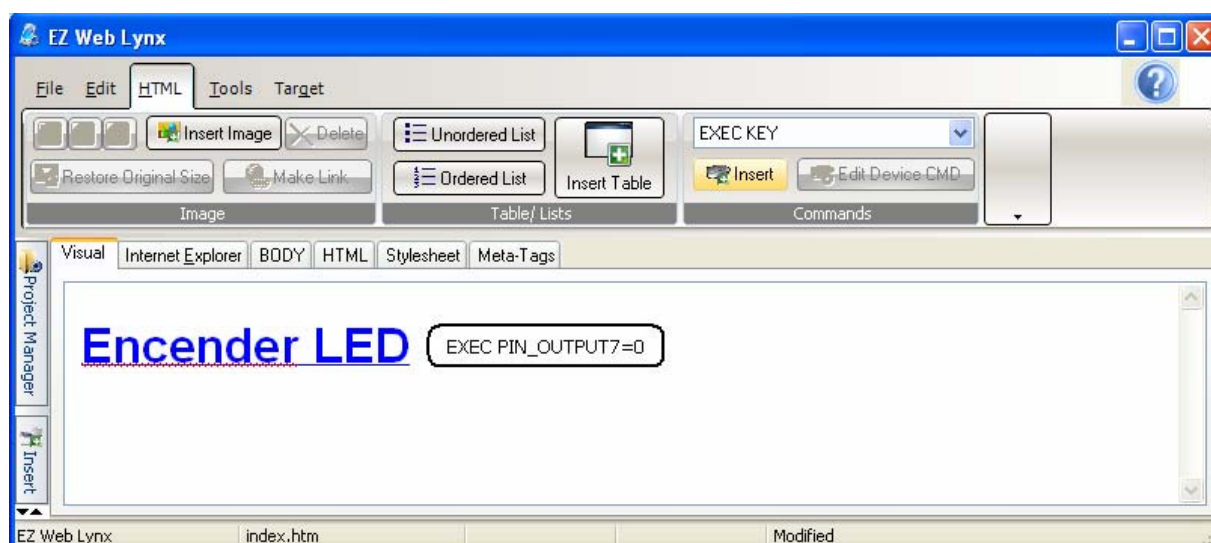 EZ Web Lynx
File Edit HTML Tools Target
Insert Image Delete Unordered List EXEC KEY
Restore Original Size Make Link Ordered List Insert Table Insert Edit Device CMD
Image Table/ Lists Commands
Visual Internet Explorer BODY HTML Stylesheet Meta-Tags
Project Manager
Insert
Encender LED EXEC PIN_OUTPUT7=0
EZ Web Lynx index.htm Modified